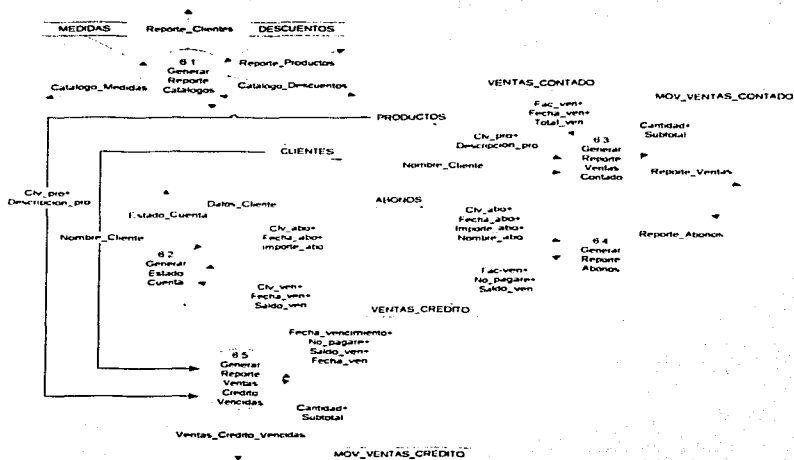 MEDIDAS
Reporte_Clientes
DESCUENTOS
6.1
Generar
Reporte
Catalogos
Reporte_Productos
Catalogo_Medidas
Catalogo_Descuentos
VENTAS_CONTADO
MOV_VENTAS_CONTADO
PRODUCTOS
Fac_ven+
Fecha_ven+
Total_ven
Clv_pro+
Descripcion_pro
6.3
Generar
Reporte
Ventas
Contado
Cantidad+
Subtotal
CLIENTES
Nombre_Cliente
Reporte_Ventas
Clv_pro+
Descripcion_pro
Datos_Cliente
Estado_Cuenta
ABONOS
Nombre_Cliente
Clv_abo+
Fecha_abo+
Importe_abo
Clv_abo+
Fecha_abo+
Importe_abo+
Nombre_abo
6.4
Generar
Reporte
Abonos
Reporte_Abonos
6.2
Generar
Estado
Cuenta
Fac-ven+
No_pagare+
Saldo_ven
Clv_ven+
Fecha_ven+
Saldo_ven
VENTAS_CREDITO
Fecha_vencimiento+
No_pagare+
Saldo_ven+
Fecha_ven
6.5
Generar
Reporte
Ventas
Credito
Vencidas
Cantidad+
Subtotal
Ventas_Credito_Vencidas
MOV_VENTAS_CREDITO